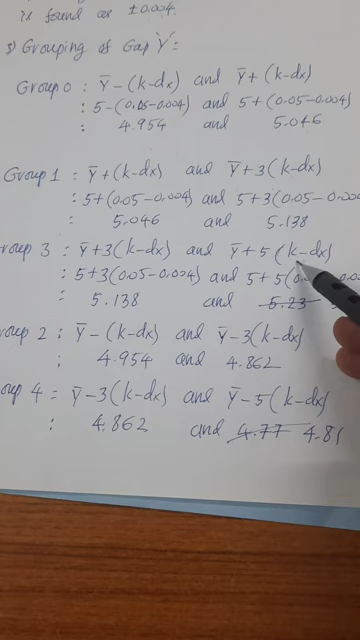 is found as ±0.004.
3) Grouping of Gap 'Y':
Group 0 : Ȳ-(k-dx) and Ȳ+(k-dx)
: 5-(0.05-0.004) and 5+(0.05-0.004)
: 4.954 and 5.046
Group 1 : Ȳ+(k-dx) and Ȳ+3(k-dx)
: 5+(0.05-0.004) and 5+3(0.05-0.00
: 5.046 and 5.138
roup 3 : Ȳ+3(k-dx) and Ȳ+5(k-dx)
: 5+3(0.05-0.004) and 5+5(0.
: 5.138 and 5.23
roup 2 : Ȳ-(k-dx) and Ȳ-3(k-dx)
: 4.954 and 4.862
oup 4 = Ȳ-3(k-dx) and Ȳ-5(k-dx)
: 4.862 and 4.77 4.81